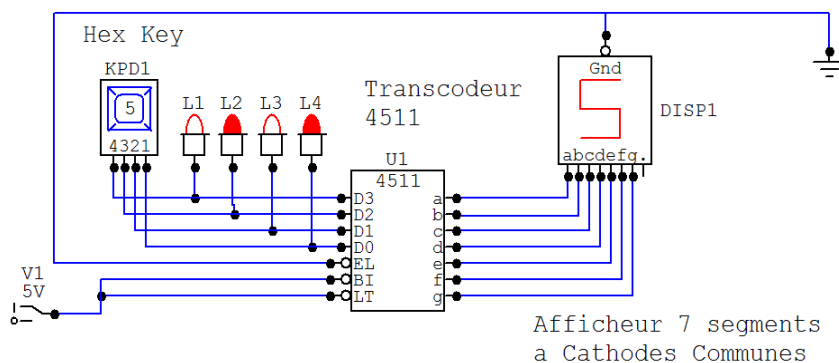 Hex Key
KPD1
5
4321
L1 L2 L3 L4
Transcodeur
4511
Gnd
DISP1
abcdefg.
U1
4511
D3 a
D2 b
D1 c
D0 d
EL e
BI f
LT g
V1
5V
Afficheur 7 segments
a Cathodes Communes